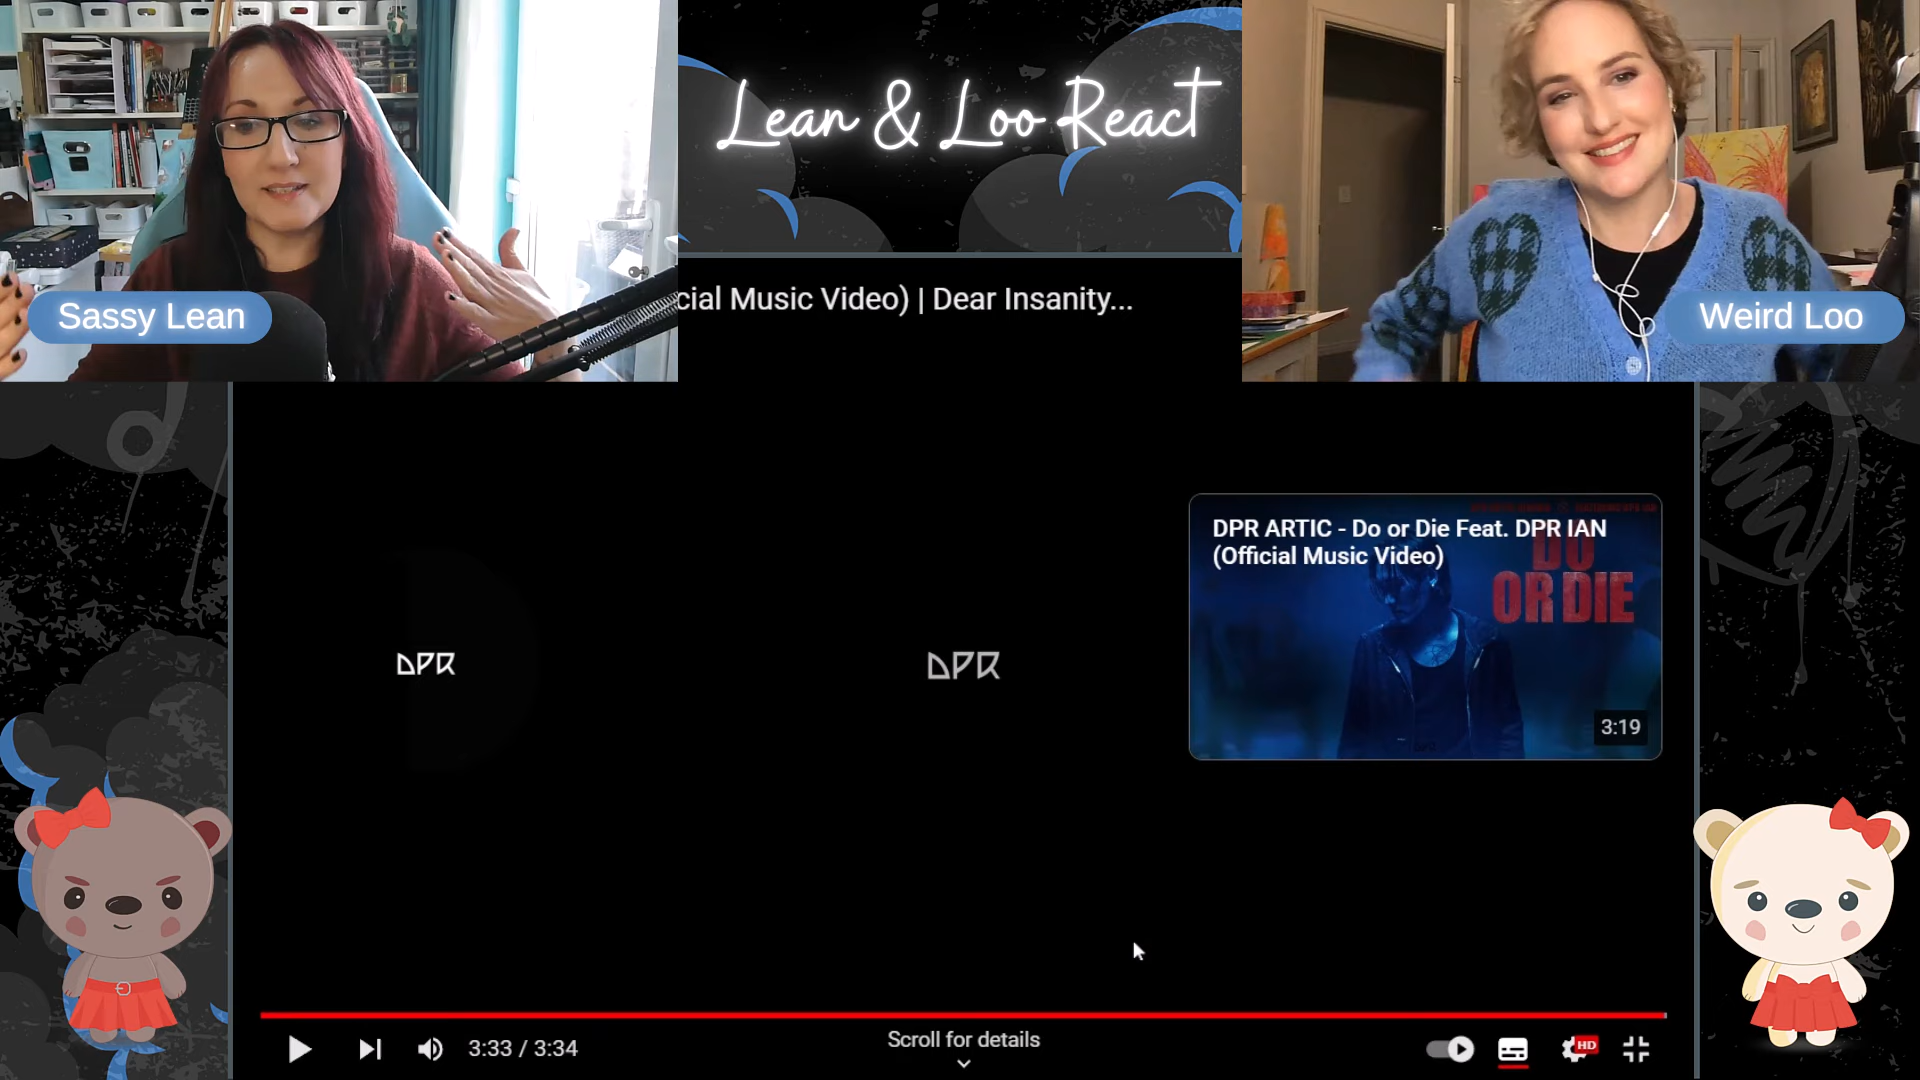 Lean & Loo React
Sassy Lean
Weird Loo
cial Music Video) | Dear Insanity...
DPR
DPR
DPR ARTIC - Do or Die Feat. DPR IAN
(Official Music Video)
DO
OR DIE
3:19
3:33 / 3:34
Scroll for details
HD